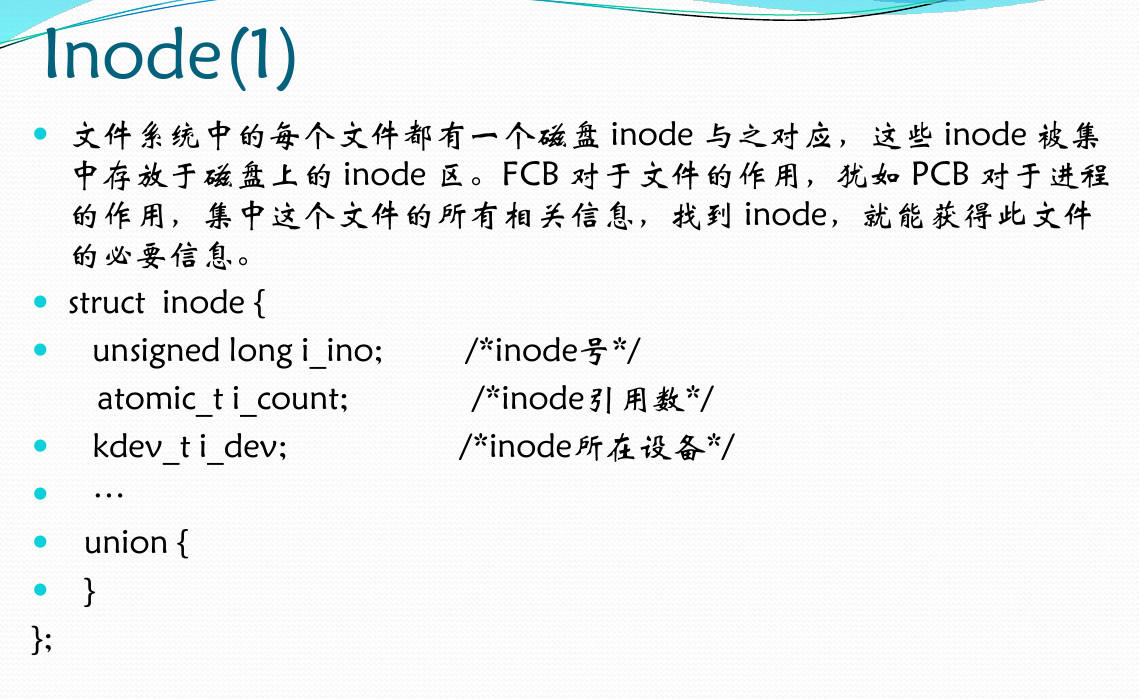 Inode(1)
文件系统中的每个文件都有一个磁盘 inode 与之对应，这些 inode 被集
中存放于磁盘上的 inode 区。FCB 对于文件的作用，犹如 PCB 对于进程
的作用，集中这个文件的所有相关信息，找到 inode，就能获得此文件
的必要信息。
struct inode {
unsigned long i_ino; /*inode号*/
atomic_t i_count; /*inode引用数*/
kdev_t i_dev; /*inode所在设备*/
…
union {
}
};